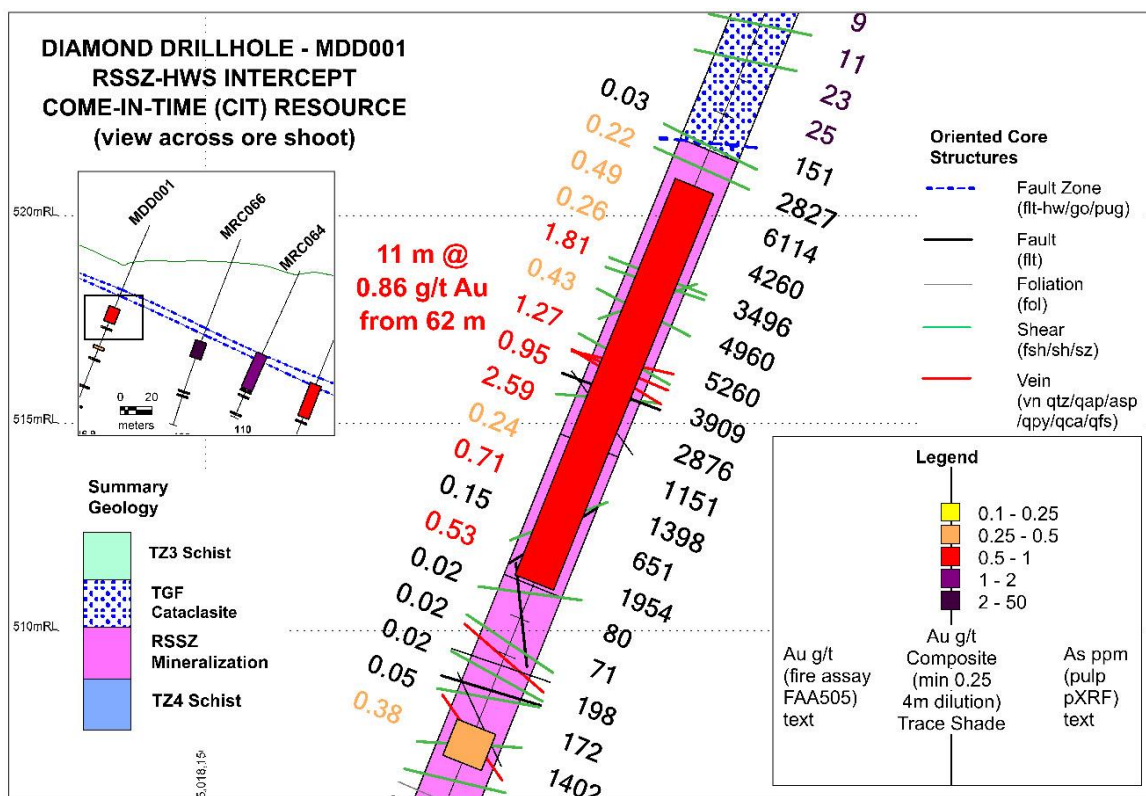 DIAMOND DRILLHOLE - MDD001
RSSZ-HWS INTERCEPT
COME-IN-TIME (CIT) RESOURCE
(view across ore shoot)
MDD001
MRC066
MRC064
0 20
meters
110
520mRL
515mRL
510mRL
Summary
Geology
TZ3 Schist
TGF
Cataclasite
RSSZ
Mineralization
TZ4 Schist
11 m @
0.86 g/t Au
from 62 m
0.03
0.22
0.49
0.26
1.81
0.43
1.27
0.95
2.59
0.24
0.71
0.15
0.53
0.02
0.02
0.02
0.05
0.38
9
11
23
25
151
2827
6114
4260
3496
4960
5260
3909
2876
1151
1398
651
1954
80
71
198
172
1402
Oriented Core
Structures
Fault Zone
(flt-hw/go/pug)
Fault
(flt)
Foliation
(fol)
Shear
(fsh/sh/sz)
Vein
(vn qtz/qap/asp
/qpy/qca/qfs)
Legend
0.1 - 0.25
0.25 - 0.5
0.5 - 1
1 - 2
2 - 50
Au g/t
(fire assay
FAA505)
text
Au g/t
Composite
(min 0.25
4m dilution)
Trace Shade
As ppm
(pulp
pXRF)
text